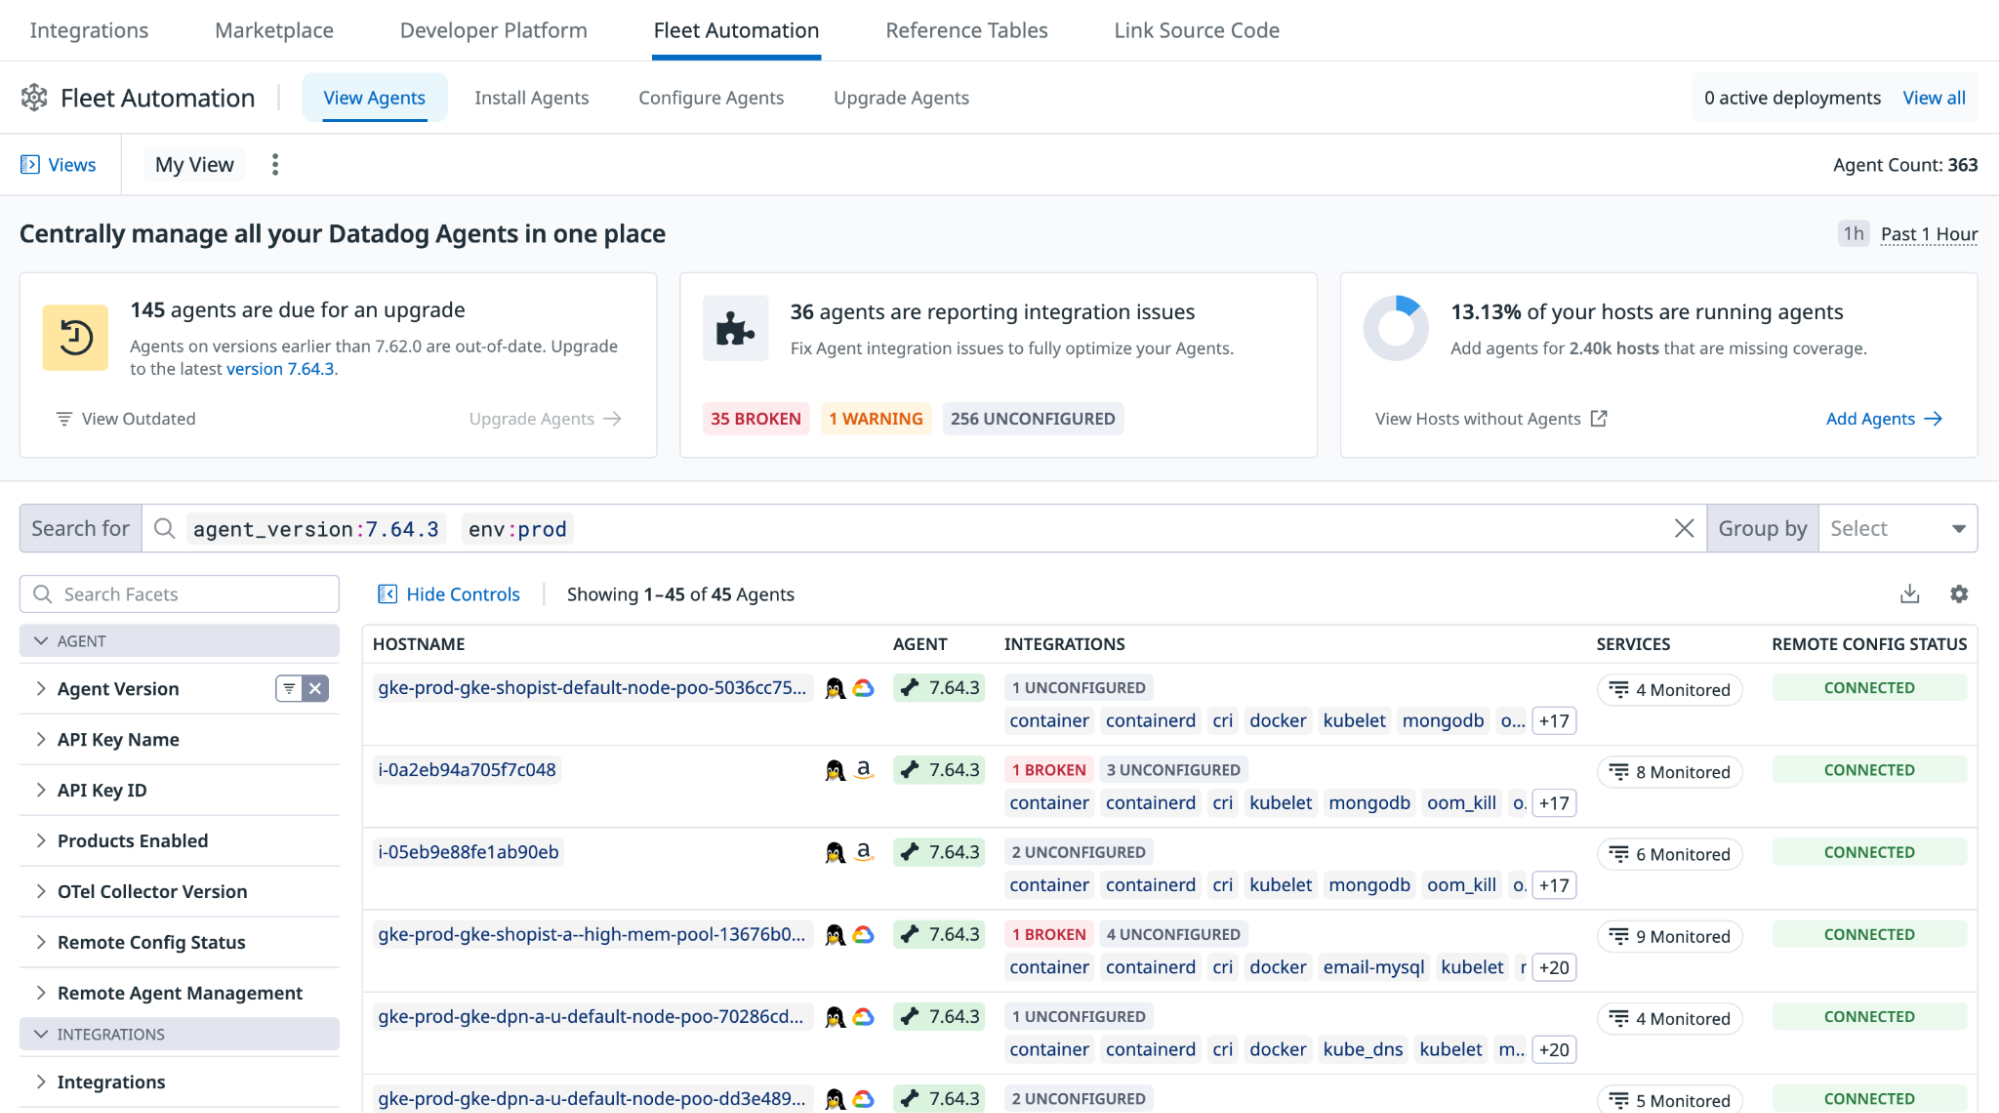 Integrations Marketplace Developer Platform Fleet Automation Reference Tables Link Source Code
Fleet Automation View Agents Install Agents Configure Agents Upgrade Agents 0 active deployments View all
Views My View Agent Count: 363
Centrally manage all your Datadog Agents in one place 1h Past 1 Hour
145 agents are due for an upgrade
Agents on versions earlier than 7.62.0 are out-of-date. Upgrade
to the latest version 7.64.3.
View Outdated Upgrade Agents
36 agents are reporting integration issues
Fix Agent integration issues to fully optimize your Agents.
35 BROKEN 1 WARNING 256 UNCONFIGURED
13.13% of your hosts are running agents
Add agents for 2.40k hosts that are missing coverage.
View Hosts without Agents Add Agents
Search for agent_version:7.64.3 env:prod Group by Select
Search Facets
AGENT
Agent Version
API Key Name
API Key ID
Products Enabled
OTel Collector Version
Remote Config Status
Remote Agent Management
INTEGRATIONS
Integrations
Hide Controls Showing 1–45 of 45 Agents
HOSTNAME AGENT INTEGRATIONS SERVICES REMOTE CONFIG STATUS
gke-prod-gke-shopist-default-node-poo-5036cc75... 7.64.3 1 UNCONFIGURED 4 Monitored CONNECTED
container containerd cri docker kubelet mongodb o... +17
i-0a2eb94a705f7c048 7.64.3 1 BROKEN 3 UNCONFIGURED 8 Monitored CONNECTED
container containerd cri kubelet mongodb oom_kill o. +17
i-05eb9e88fe1ab90eb 7.64.3 2 UNCONFIGURED 6 Monitored CONNECTED
container containerd cri kubelet mongodb oom_kill o. +17
gke-prod-gke-shopist-a--high-mem-pool-13676b0... 7.64.3 1 BROKEN 4 UNCONFIGURED 9 Monitored CONNECTED
container containerd cri docker email-mysql kubelet +20
gke-prod-gke-dpn-a-u-default-node-poo-70286cd... 7.64.3 1 UNCONFIGURED 4 Monitored CONNECTED
container containerd cri docker kube_dns kubelet m... +20
gke-prod-gke-dpn-a-u-default-node-poo-dd3e489... 7.64.3 2 UNCONFIGURED 5 Monitored CONNECTED